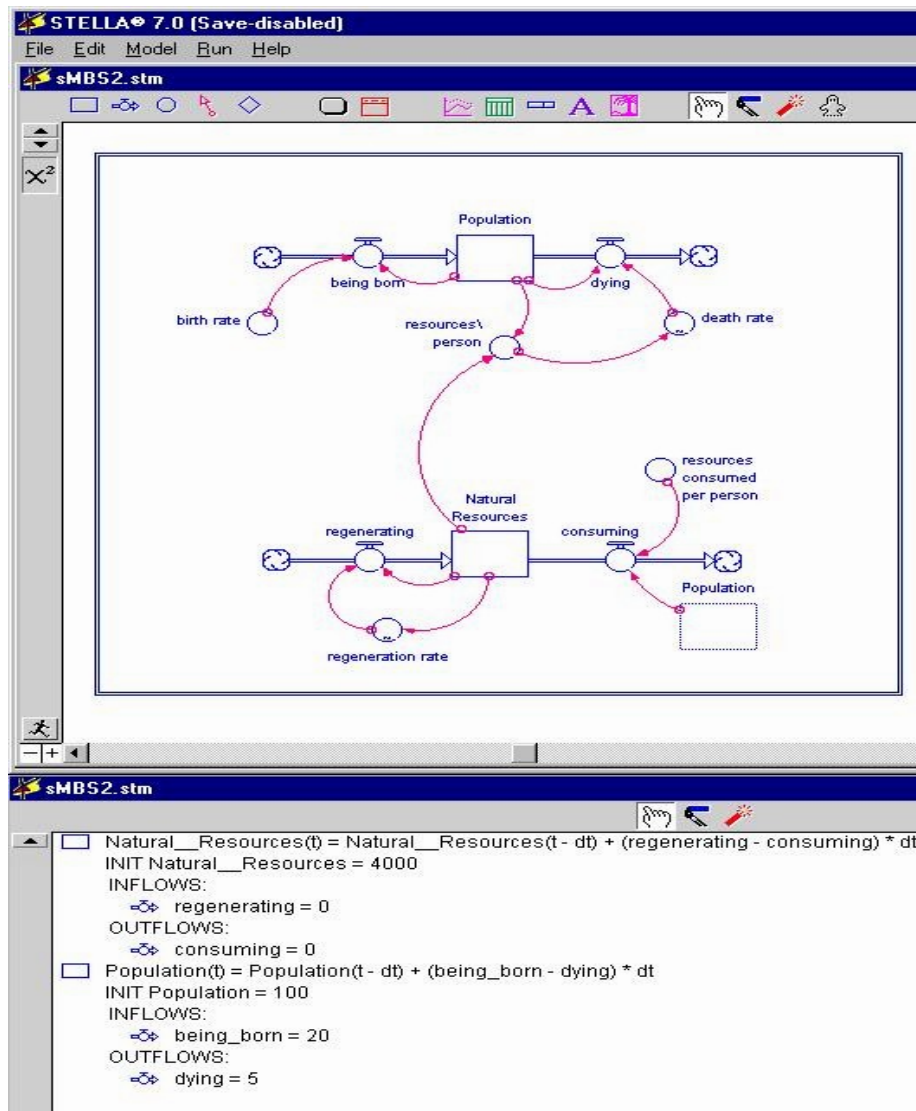 STELLA® 7.0 (Save-disabled)
File Edit Model Run Help
sMBS2.stm
A
X²
Population
being born
dying
birth rate
resources\
person
death rate
resources
consumed
per person
Natural
Resources
regenerating
consuming
Population
regeneration rate
sMBS2.stm
Natural__Resources(t) = Natural__Resources(t - dt) + (regenerating - consuming) * dt
INIT Natural__Resources = 4000
INFLOWS:
regenerating = 0
OUTFLOWS:
consuming = 0
Population(t) = Population(t - dt) + (being_born - dying) * dt
INIT Population = 100
INFLOWS:
being_born = 20
OUTFLOWS:
dying = 5